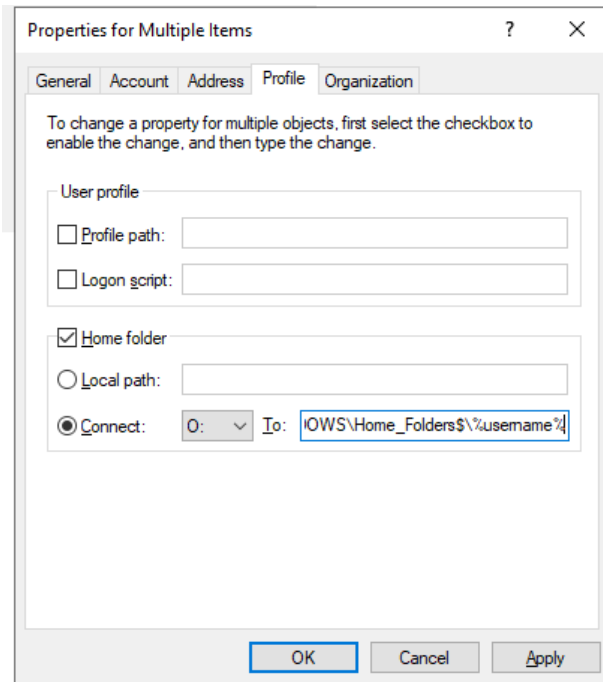 Properties for Multiple Items ?
General Account Address Profile Organization
To change a property for multiple objects, first select the checkbox to
enable the change, and then type the change.
User profile
Profile path:
Logon script:
Home folder
Local path:
Connect: O: To: OWS\Home_Folders$\%username%
OK Cancel Apply